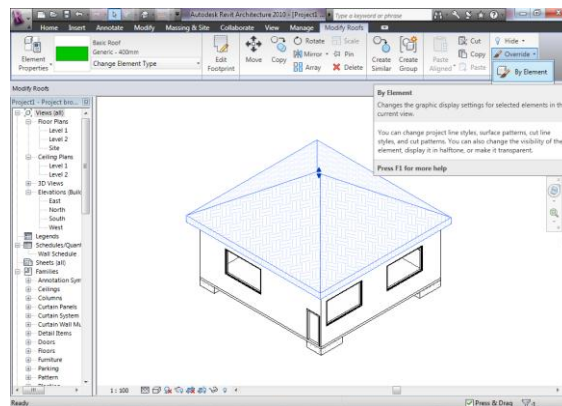 Autodesk Revit Architecture 2010 - [Project1 ...
Type a keyword or phrase
Home Insert Annotate Modify Massing & Site Collaborate View Manage Modify Roofs
Element Properties
Basic Roof
Generic - 400mm
Change Element Type
Edit Footprint
Move
Copy
Rotate
Mirror
Array
Scale
Pin
Delete
Create Similar
Create Group
Paste Aligned
Cut
Copy
Paste
Hide
Override
By Element
Modify Roofs
By Element
Changes the graphic display settings for selected elements in the
current view.
You can change project line styles, surface patterns, cut line
styles, and cut patterns. You can also change the visibility of the
element, display it in halftone, or make it transparent.
Press F1 for more help
Project1 - Project bro...
Views (all)
Floor Plans
Level 1
Level 2
Site
Ceiling Plans
Level 1
Level 2
3D Views
Elevations (Buil
East
North
South
West
Legends
Schedules/Quant
Wall Schedule
Sheets (all)
Families
Annotation Sym
Ceilings
Columns
Curtain Panels
Curtain System
Curtain Wall Mu
Detail Items
Doors
Floors
Furniture
Parking
Pattern
1 : 100
Ready
Press & Drag